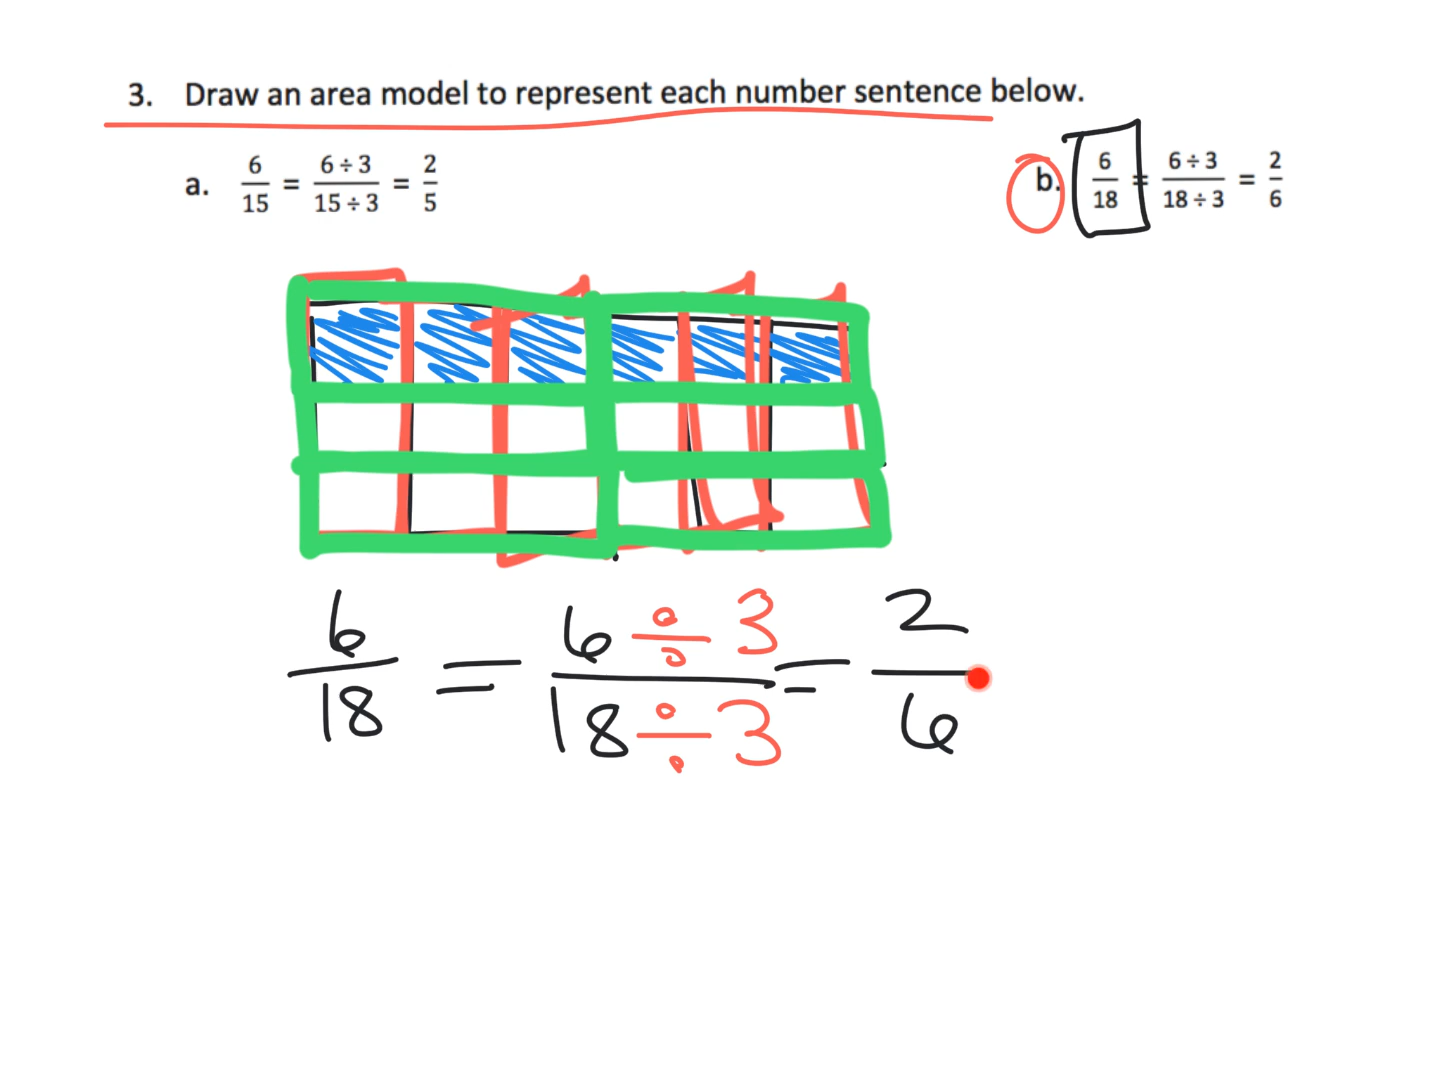 3. Draw an area model to represent each number sentence below.
a. 6/15 = 6 ÷ 3/15 ÷ 3 = 2/5
b. 6/18 = 6 ÷ 3/18 ÷ 3 = 2/6
6/18 = 6 ÷ 3/18 ÷ 3 = 2/6